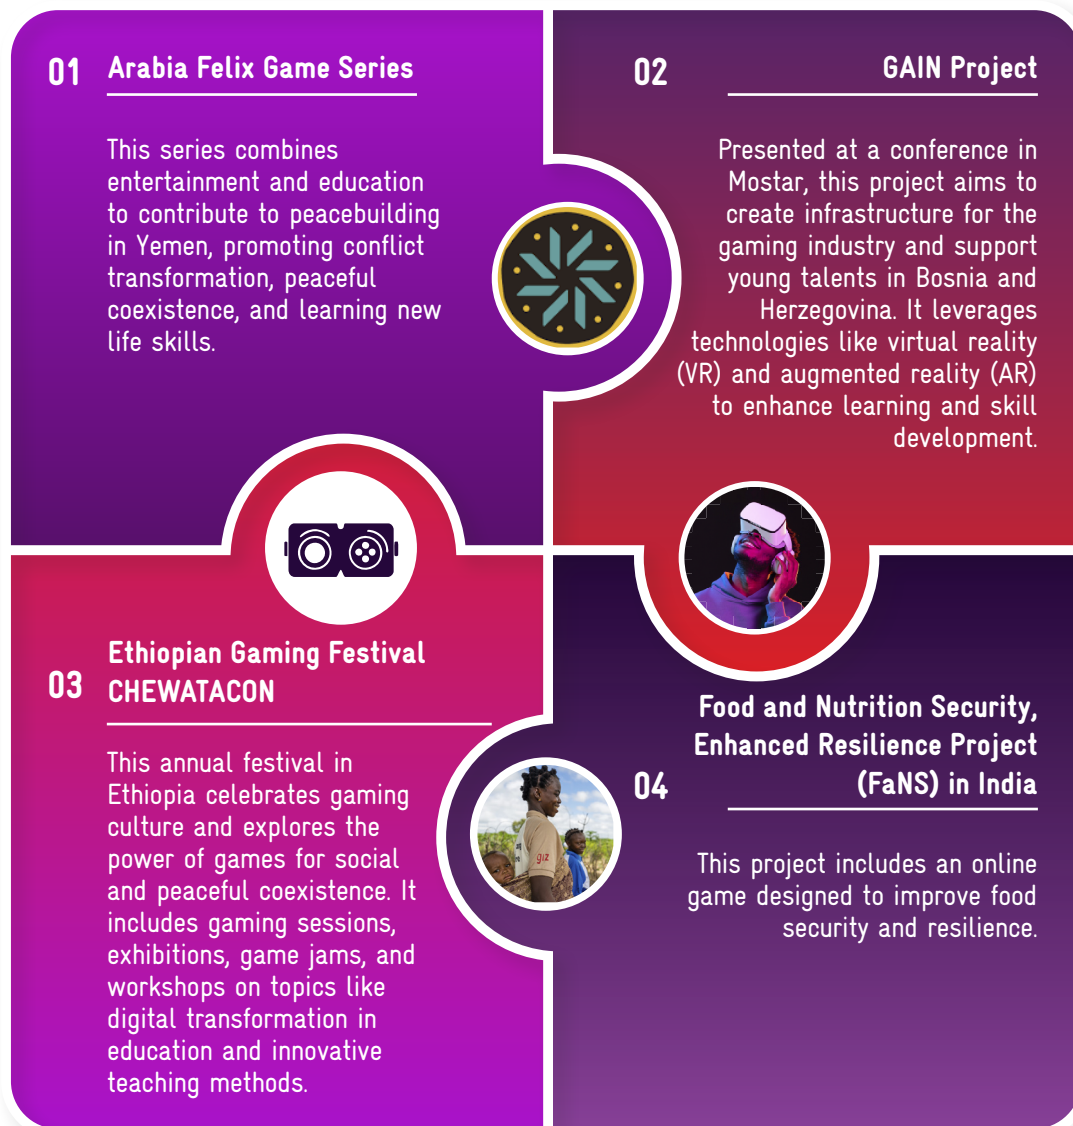 01
Arabia Felix Game Series
This series combines
entertainment and education
to contribute to peacebuilding
in Yemen, promoting conflict
transformation, peaceful
coexistence, and learning new
life skills.
02
GAIN Project
Presented at a conference in
Mostar, this project aims to
create infrastructure for the
gaming industry and support
young talents in Bosnia and
Herzegovina. It leverages
technologies like virtual reality
(VR) and augmented reality (AR)
to enhance learning and skill
development.
03
Ethiopian Gaming Festival
CHEWATACON
This annual festival in
Ethiopia celebrates gaming
culture and explores the
power of games for social
and peaceful coexistence. It
includes gaming sessions,
exhibitions, game jams, and
workshops on topics like
digital transformation in
education and innovative
teaching methods.
giz
04
Food and Nutrition Security,
Enhanced Resilience Project
(FaNS) in India
This project includes an online
game designed to improve food
security and resilience.